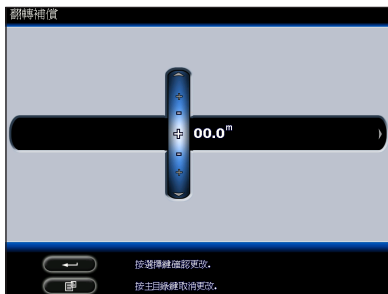 翻轉補償
+
-
+ 00.0m
-
+
按選擇鍵確認更改.
按主目錄鍵取消更改.